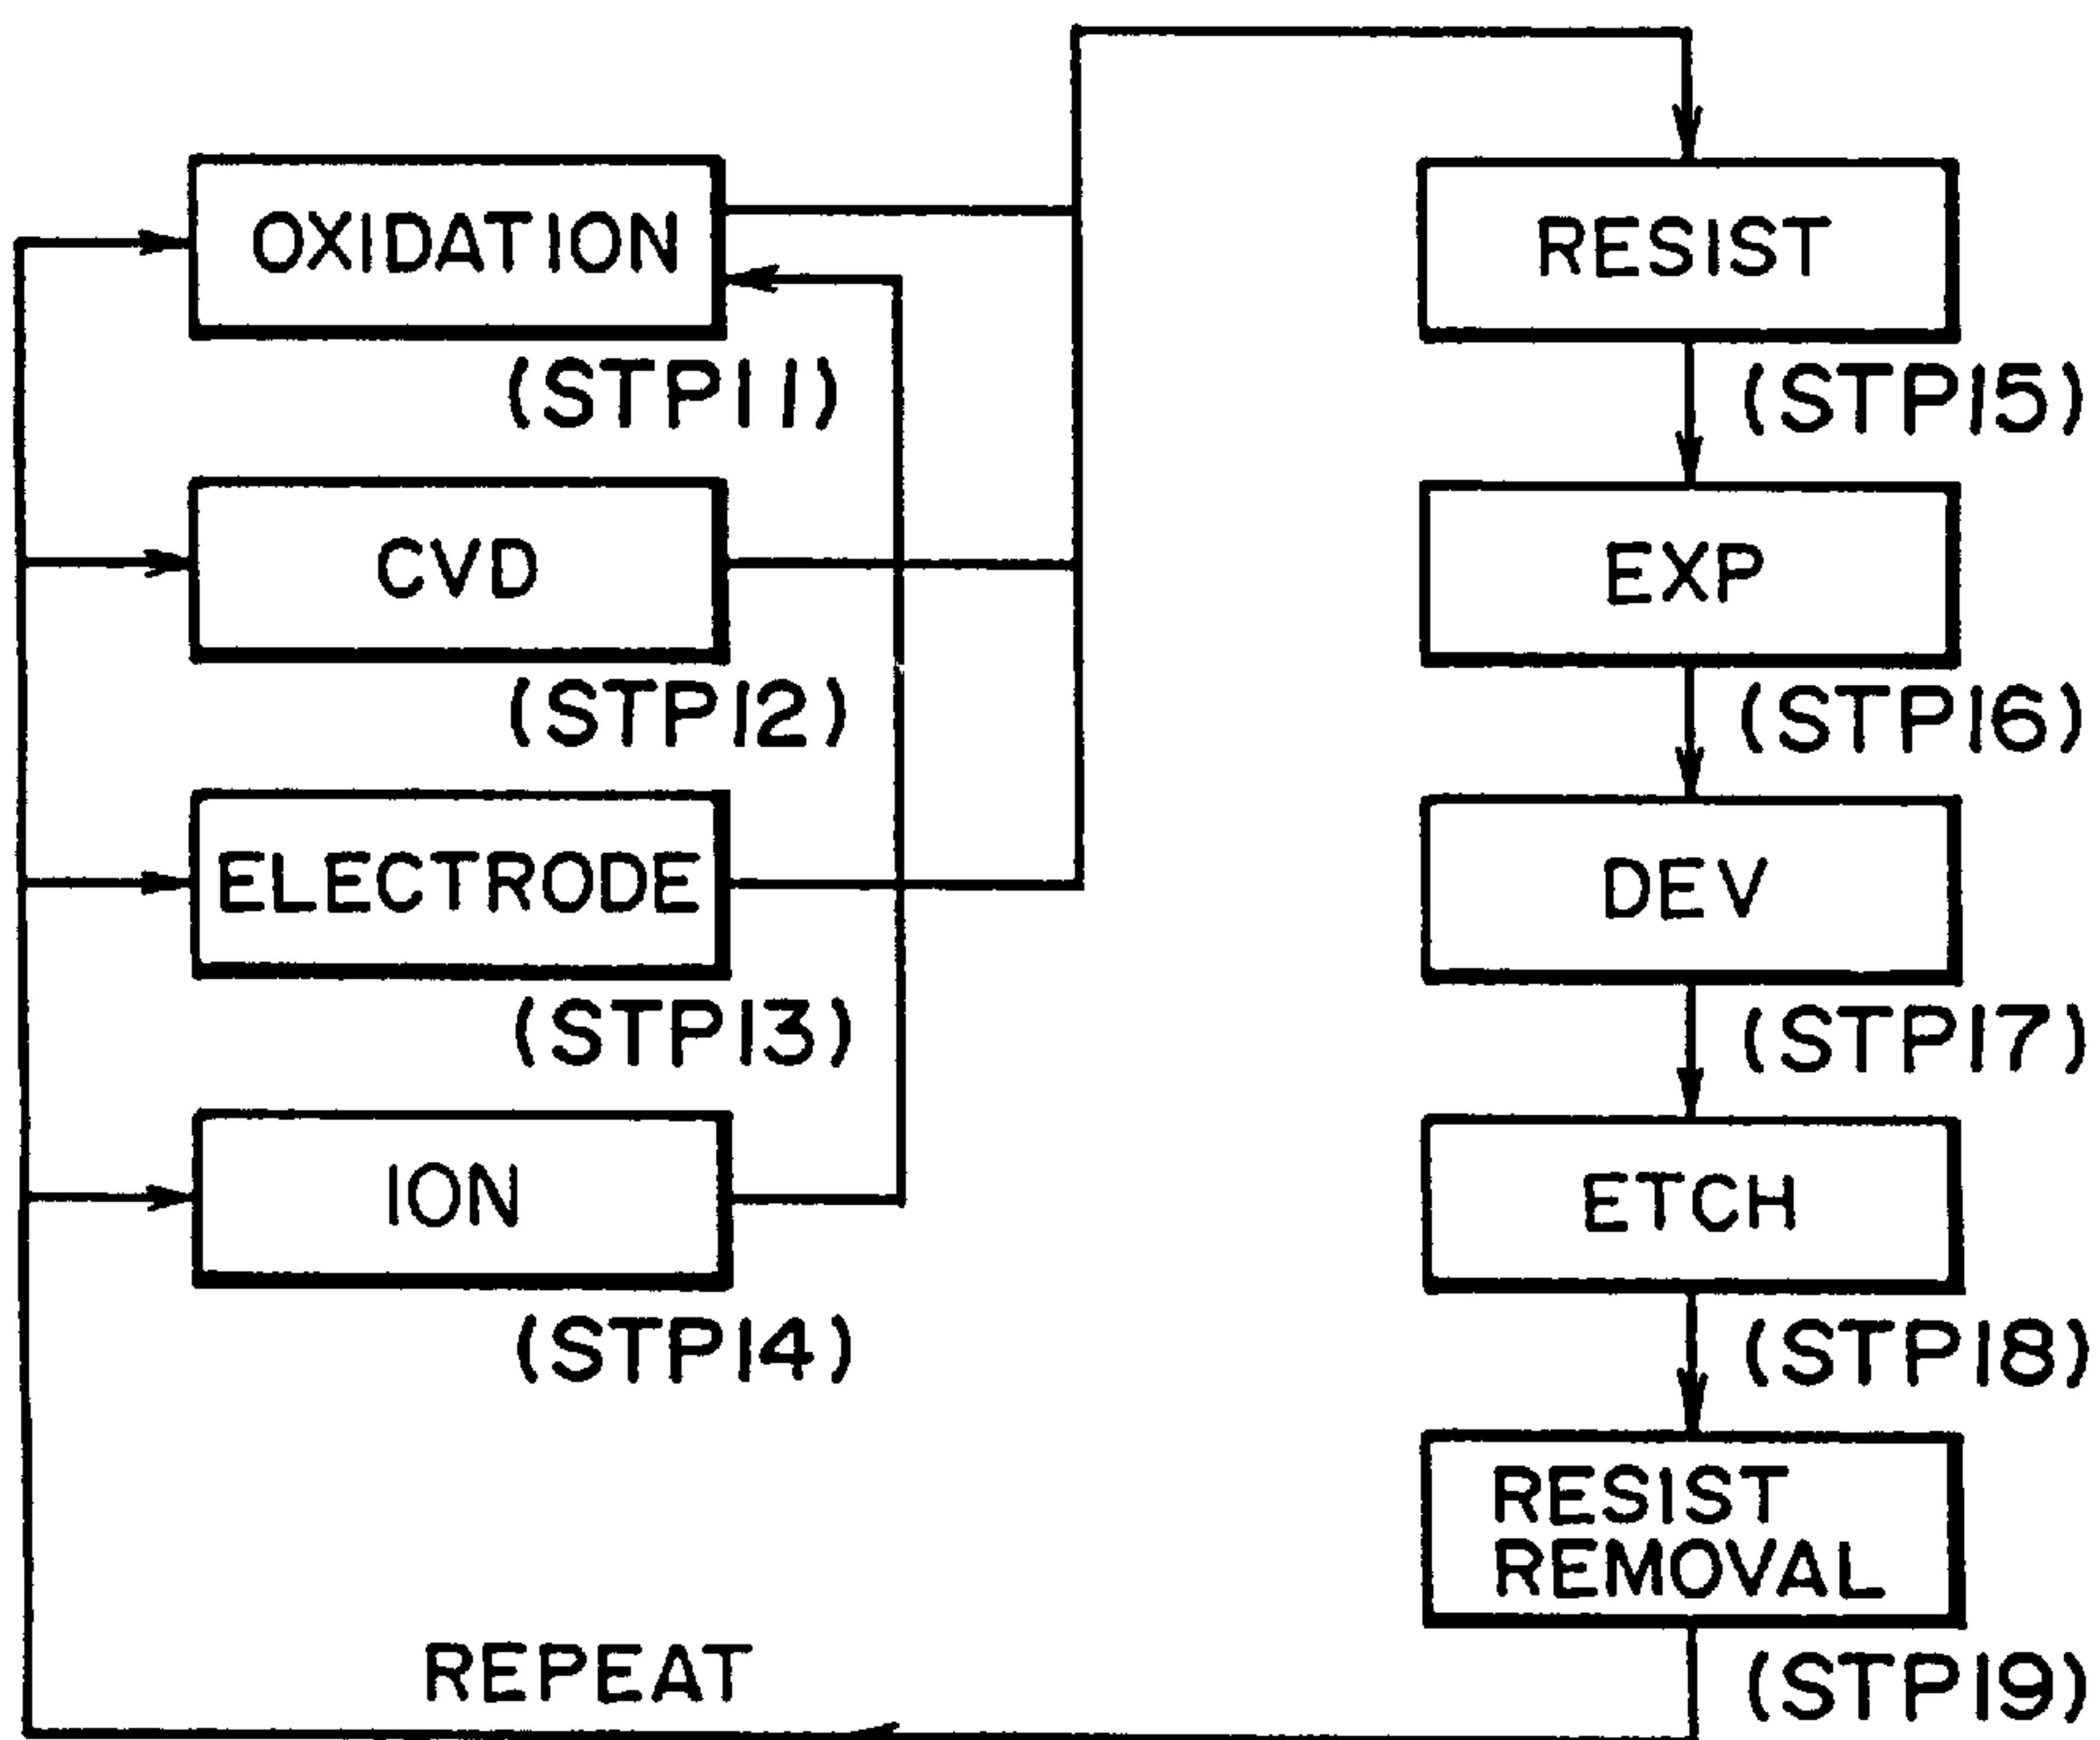 OXIDATION
(STP11)
CVD
(STP12)
ELECTRODE
(STP13)
ION
(STP14)
REPEAT
RESIST
(STP15)
EXP
(STP16)
DEV
(STP17)
ETCH
(STP18)
RESIST
REMOVAL
(STP19)